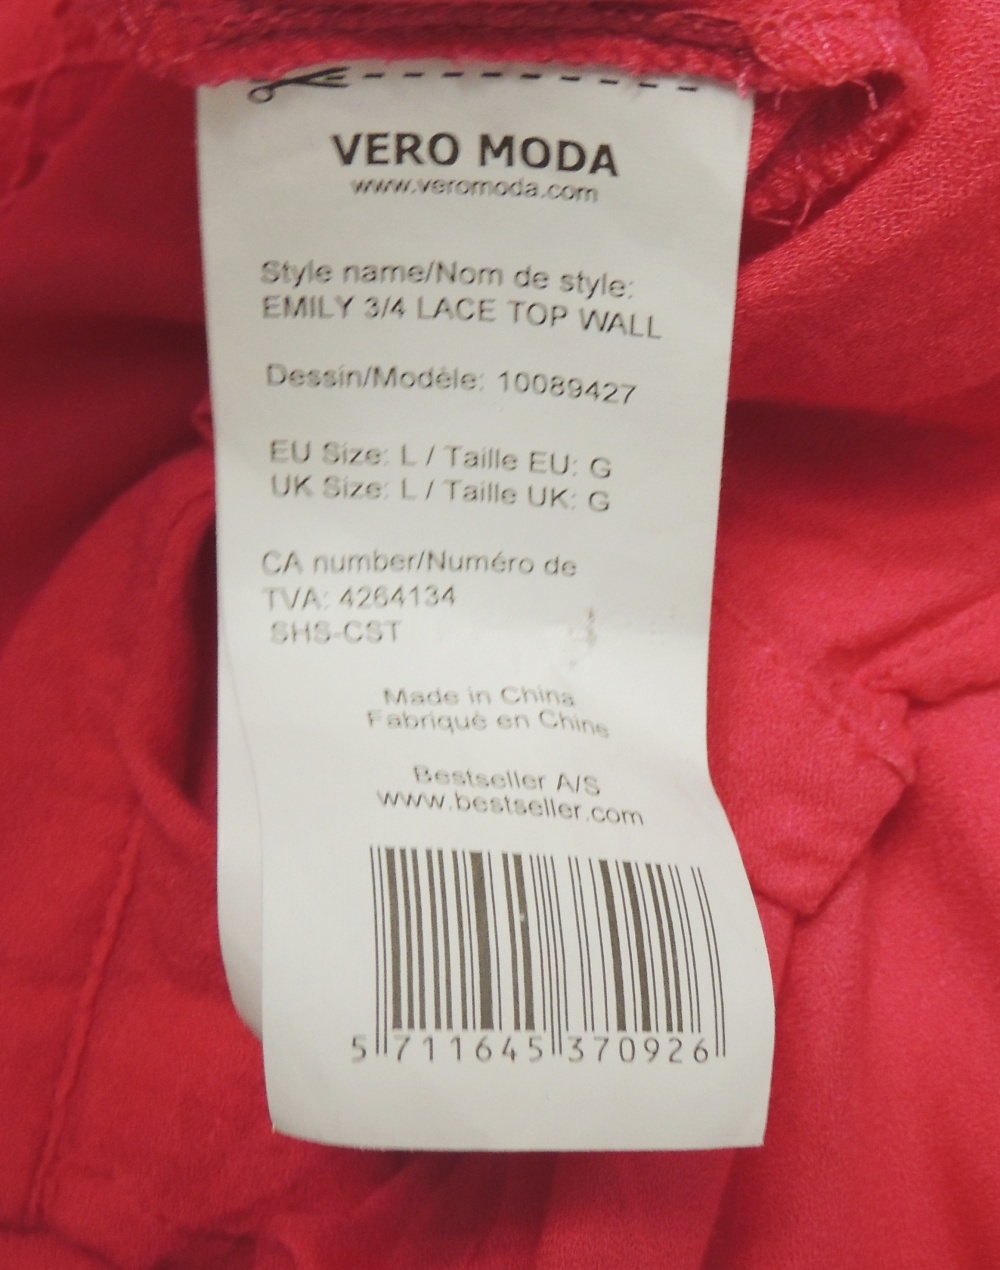 VERO MODA
www.veromoda.com
Style name/Nom de style:
EMILY 3/4 LACE TOP WALL
Dessin/Modèle: 10089427
EU Size: L / Taille EU: G
UK Size: L / Taille UK: G
CA number/Numéro de
TVA: 4264134
SHS-CST
Made in China
Fabriqué en Chine
Bestseller A/S
www.bestseller.com
5 711645 370926